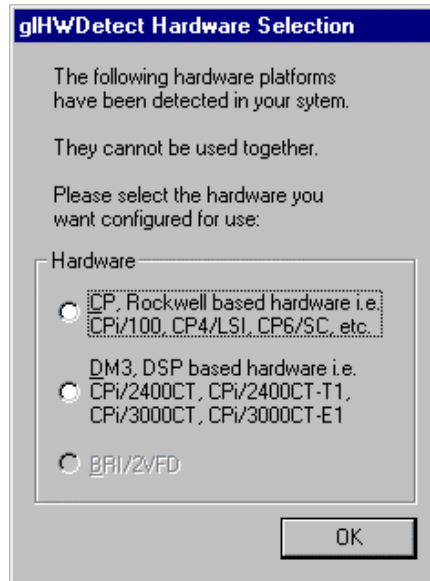 glHWDetect Hardware Selection
The following hardware platforms
have been detected in your sytem.
They cannot be used together.
Please select the hardware you
want configured for use:
Hardware
CP, Rockwell based hardware i.e.
CPi/100, CP4/LSI, CP6/SC, etc.
DM3, DSP based hardware i.e.
CPi/2400CT, CPi/2400CT-T1,
CPi/3000CT, CPi/3000CT-E1
BRI/2VFD
OK